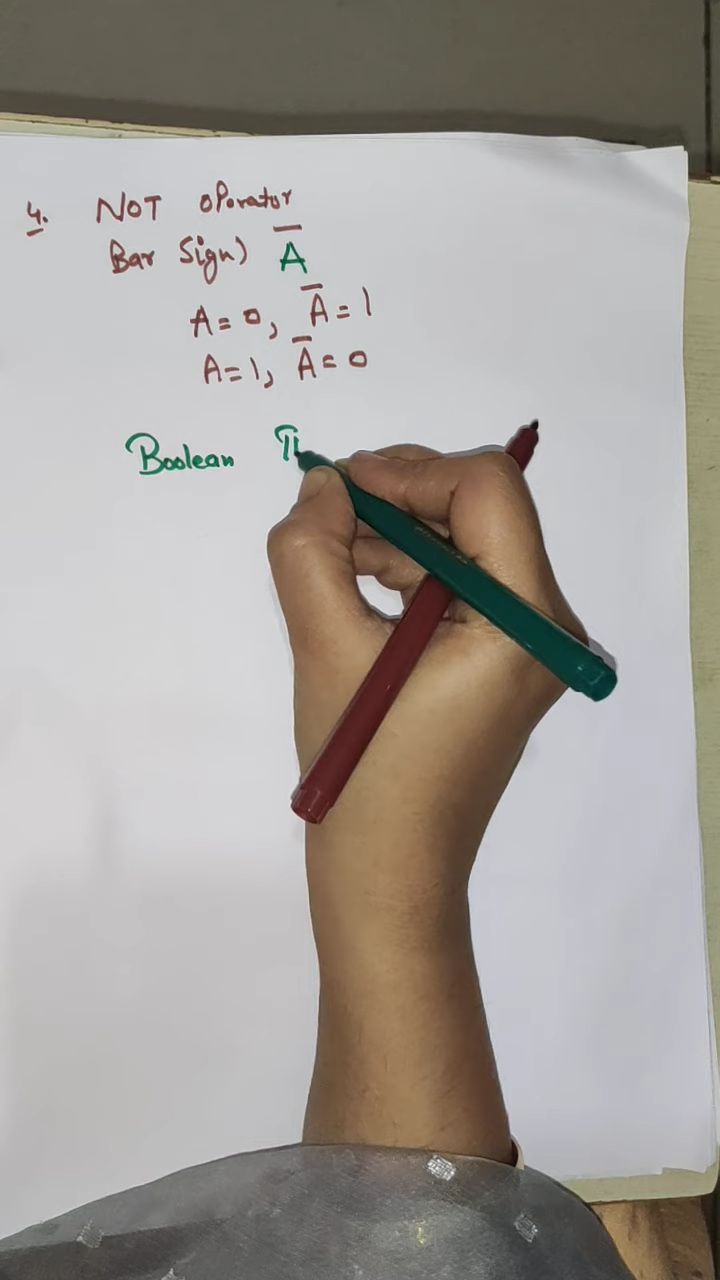 4. NOT operator
Bar Sign) A̅
A = 0, A̅ = 1
A = 1, A̅ = 0
Boolean